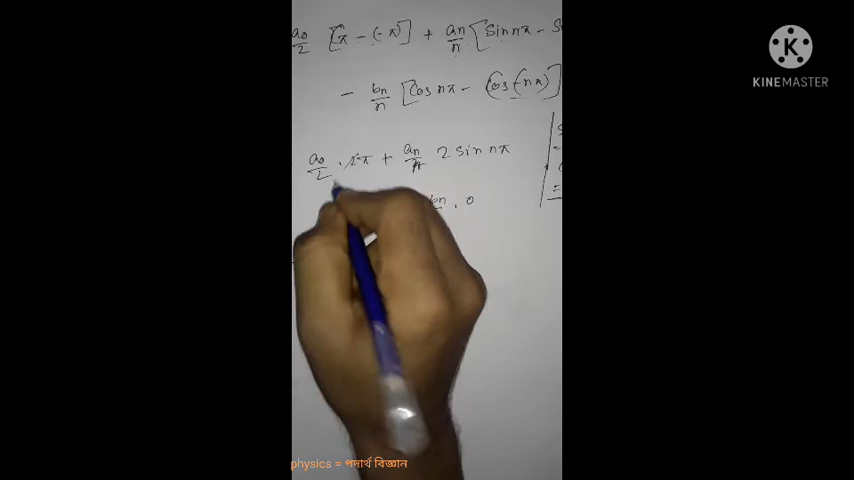 a₀/2 [π - (-π)] + an/n [Sin nπ - S
- bn/n [Cos nπ - (Cos (-nπ)]
a₀/2 . 2π + an/n 2 sin nπ
bn . 0
K
KINEMASTER
physics = পদার্থ বিজ্ঞান